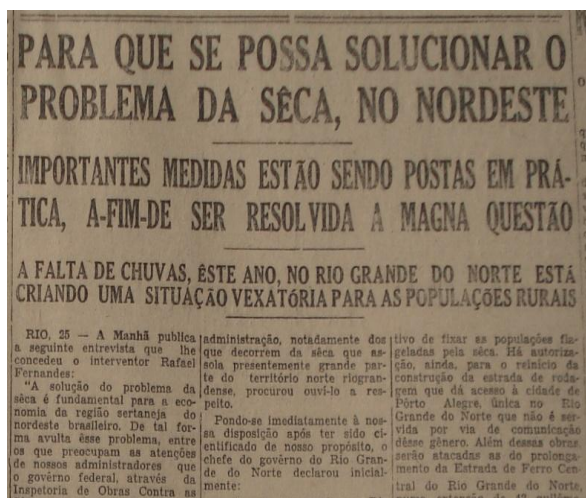 PARA QUE SE POSSA SOLUCIONAR O
PROBLEMA DA SÊCA, NO NORDESTE
IMPORTANTES MEDIDAS ESTÃO SENDO POSTAS EM PRÁ-
TICA, A-FIM-DE SER RESOLVIDA A MAGNA QUESTÃO
A FALTA DE CHUVAS, ÊSTE ANO, NO RIO GRANDE DO NORTE ESTÁ
CRIANDO UMA SITUAÇÃO VEXATÓRIA PARA AS POPULAÇÕES RURAIS
RIO, 25 — A Manhã publica
a seguinte entrevista que lhe
concedeu o interventor Rafael
Fernandes:
"A solução do problema da
sêca é fundamental para a eco-
nomia da região sertaneja do
nordeste brasileiro. De tal for-
ma avulta êsse problema, entre
os que preocupam as atenções
de nossos administradores que
o govêrno federal, através da
Inspetoria de Obras Contra as
administração, notadamente dos
que decorrem da sêca que as-
sola presentemente grande par-
te do território norte riogran-
dense, procurou ouví-lo a res-
peito.
Pondo-se imediatamente à nos-
sa disposição após ter sido ci-
entificado de nosso propósito, o
chefe do govêrno do Rio Gran-
de do Norte declarou inicial-
mente:
tivo de fixar as populações fla-
geladas pela sêca. Há autoriza-
ção, ainda, para o reinício da
construção da estrada de roda-
gem que dá acesso à cidade de
Pôrto Alegre, única no Rio
Grande do Norte que não é ser-
vida por via de comunicação
dêsse gênero. Além dessas obras
serão atacadas as do prolonga-
mento da Estrada de Ferro Cen-
tral do Rio Grande do Norte,